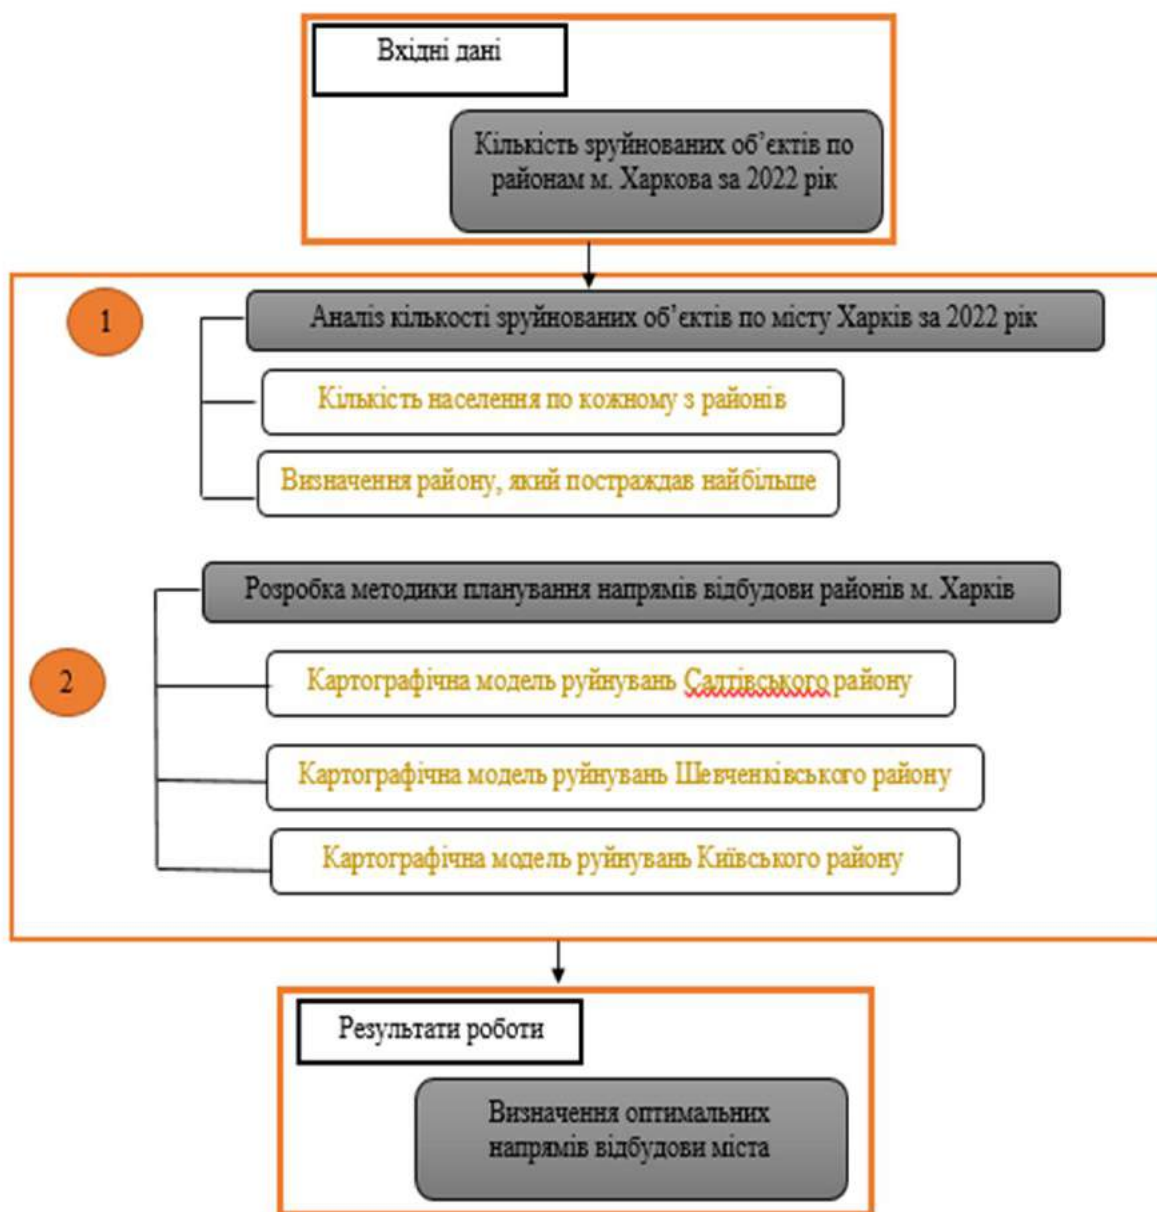 Вхідні дані
Кількість зруйнованих об’єктів по
районам м. Харкова за 2022 рік
1
Аналіз кількості зруйнованих об’єктів по місту Харків за 2022 рік
Кількість населення по кожному з районів
Визначення району, який постраждав найбільше
Розробка методики планування напрямів відбудови районів м. Харків
2
Картографічна модель руйнувань Салтівського району
Картографічна модель руйнувань Шевченківського району
Картографічна модель руйнувань Київського району
Результати роботи
Визначення оптимальних
напрямів відбудови міста